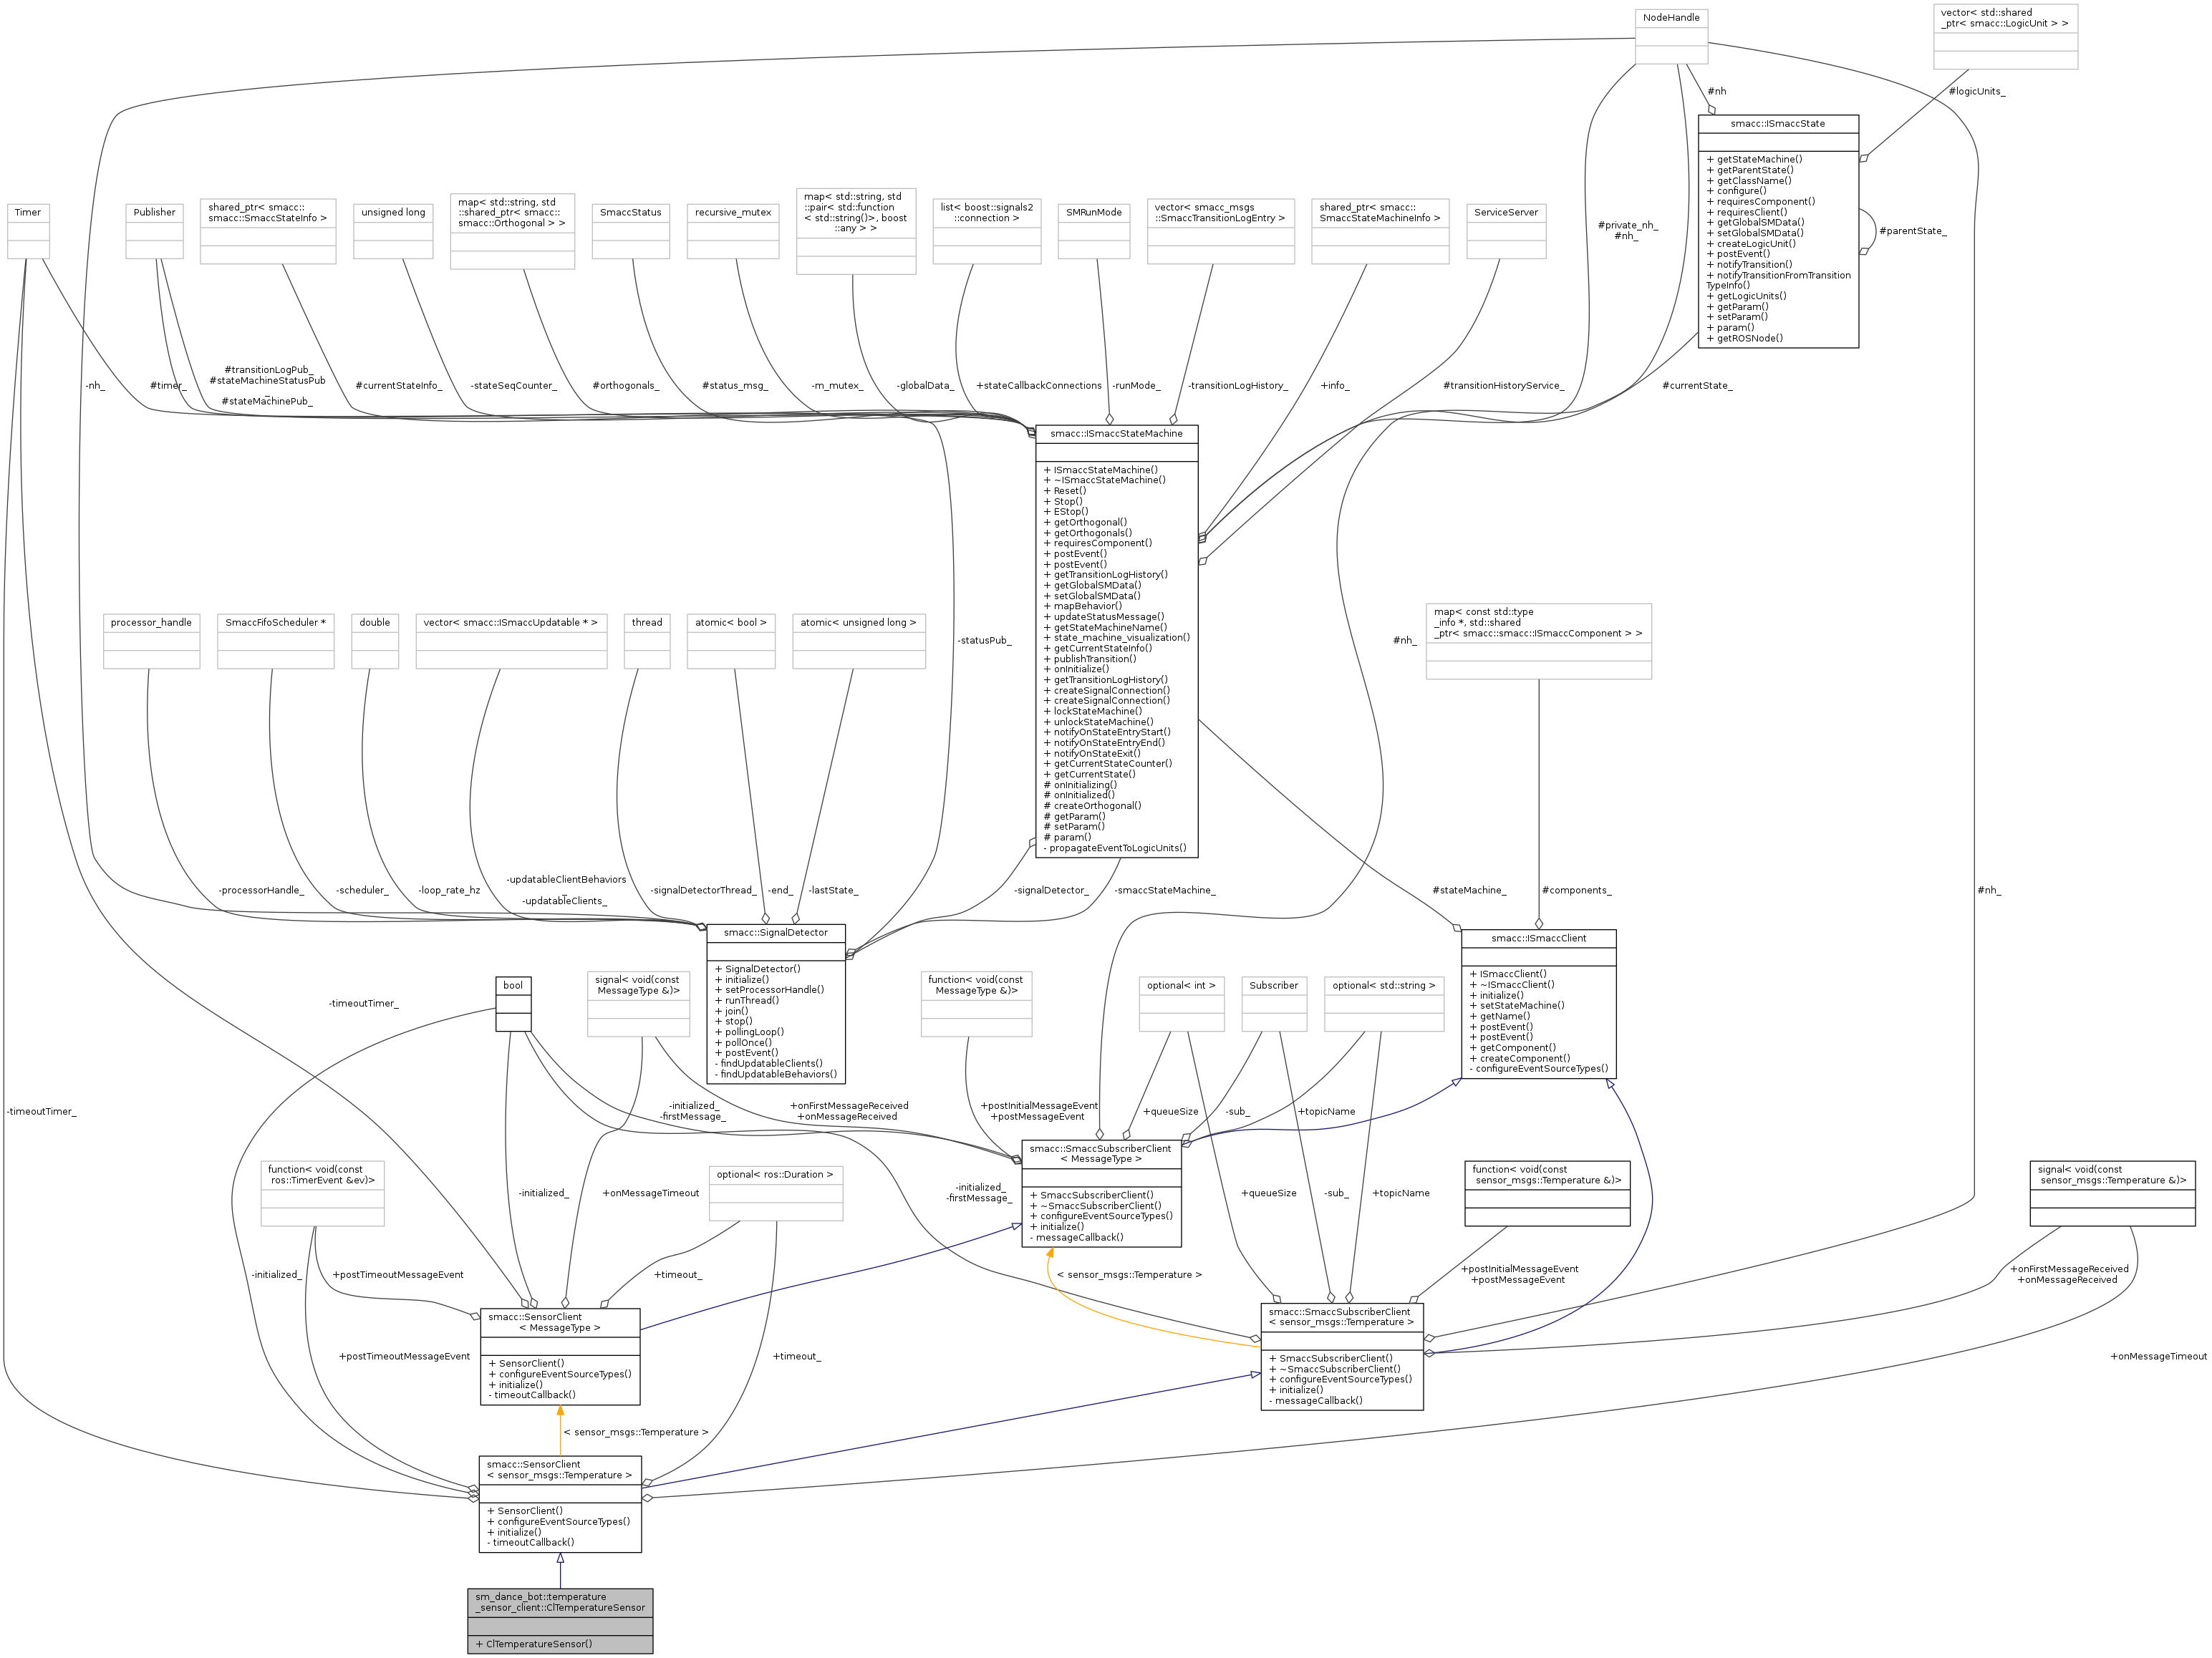 NodeHandle
vector< std::shared
_ptr< smacc::LogicUnit > >
#nh
#logicUnits_
smacc::ISmaccState
+ getStateMachine()
+ getParentState()
+ getClassName()
+ configure()
+ requiresComponent()
+ requiresClient()
+ getGlobalSMData()
+ setGlobalSMData()
+ createLogicUnit()
+ postEvent()
+ notifyTransition()
+ notifyTransitionFromTransition
TypeInfo()
+ getLogicUnits()
+ getParam()
+ setParam()
+ param()
+ getROSNode()
#parentState_
#private_nh_
#nh_
Timer
Publisher
shared_ptr< smacc::
smacc::SmaccStateInfo >
unsigned long
map< std::string, std
::shared_ptr< smacc::
smacc::Orthogonal > >
SmaccStatus
recursive_mutex
map< std::string, std
::pair< std::function
< std::string()>, boost
::any > >
list< boost::signals2
::connection >
SMRunMode
vector< smacc_msgs
::SmaccTransitionLogEntry >
shared_ptr< smacc::
SmaccStateMachineInfo >
ServiceServer
-nh_
#timer_
#transitionLogPub_
#stateMachineStatusPub
_
#stateMachinePub_
#currentStateInfo_
-stateSeqCounter_
#orthogonals_
#status_msg_
-m_mutex_
-globalData_
+stateCallbackConnections
-runMode_
-transitionLogHistory_
+info_
#transitionHistoryService_
#currentState_
smacc::ISmaccStateMachine
+ ISmaccStateMachine()
+ ~ISmaccStateMachine()
+ Reset()
+ Stop()
+ EStop()
+ getOrthogonal()
+ getOrthogonals()
+ requiresComponent()
+ postEvent()
+ postEvent()
+ getTransitionLogHistory()
+ getGlobalSMData()
+ setGlobalSMData()
+ mapBehavior()
+ updateStatusMessage()
+ getStateMachineName()
+ state_machine_visualization()
+ getCurrentStateInfo()
+ publishTransition()
+ onInitialize()
+ getTransitionLogHistory()
+ createSignalConnection()
+ createSignalConnection()
+ lockStateMachine()
+ unlockStateMachine()
+ notifyOnStateEntryStart()
+ notifyOnStateEntryEnd()
+ notifyOnStateExit()
+ getCurrentStateCounter()
+ getCurrentState()
# onInitializing()
# onInitialized()
# createOrthogonal()
# getParam()
# setParam()
# param()
- propagateEventToLogicUnits()
processor_handle
SmaccFifoScheduler *
double
vector< smacc::ISmaccUpdatable * >
thread
atomic< bool >
atomic< unsigned long >
-statusPub_
#nh_
map< const std::type
_info *, std::shared
_ptr< smacc::smacc::ISmaccComponent > >
-processorHandle_
-scheduler_
-loop_rate_hz
-updatableClientBehaviors
_
-updatableClients_
-signalDetectorThread_
-end_
-lastState_
-signalDetector_
-smaccStateMachine_
#stateMachine_
#components_
#nh_
smacc::SignalDetector
+ SignalDetector()
+ initialize()
+ setProcessorHandle()
+ runThread()
+ join()
+ stop()
+ pollingLoop()
+ pollOnce()
+ postEvent()
- findUpdatableClients()
- findUpdatableBehaviors()
smacc::ISmaccClient
+ ISmaccClient()
+ ~ISmaccClient()
+ initialize()
+ setStateMachine()
+ getName()
+ postEvent()
+ postEvent()
+ getComponent()
+ createComponent()
- configureEventSourceTypes()
-timeoutTimer_
bool
signal< void(const
MessageType &)>
function< void(const
MessageType &)>
optional< int >
Subscriber
optional< std::string >
-timeoutTimer_
-initialized_
-firstMessage_
+onFirstMessageReceived
+onMessageReceived
+postInitialMessageEvent
+postMessageEvent
+queueSize
-sub_
+topicName
smacc::SmaccSubscriberClient
< MessageType >
+ SmaccSubscriberClient()
+ ~SmaccSubscriberClient()
+ configureEventSourceTypes()
+ initialize()
- messageCallback()
function< void(const
ros::TimerEvent &ev)>
-initialized_
+onMessageTimeout
optional< ros::Duration >
-initialized_
-firstMessage_
+queueSize
-sub_
+topicName
function< void(const
sensor_msgs::Temperature &)>
signal< void(const
sensor_msgs::Temperature &)>
-initialized_
+postTimeoutMessageEvent
+timeout_
< sensor_msgs::Temperature >
+postInitialMessageEvent
+postMessageEvent
+onFirstMessageReceived
+onMessageReceived
smacc::SensorClient
< MessageType >
+ SensorClient()
+ configureEventSourceTypes()
+ initialize()
- timeoutCallback()
smacc::SmaccSubscriberClient
< sensor_msgs::Temperature >
+ SmaccSubscriberClient()
+ ~SmaccSubscriberClient()
+ configureEventSourceTypes()
+ initialize()
- messageCallback()
+postTimeoutMessageEvent
+timeout_
+onMessageTimeout
< sensor_msgs::Temperature >
smacc::SensorClient
< sensor_msgs::Temperature >
+ SensorClient()
+ configureEventSourceTypes()
+ initialize()
- timeoutCallback()
sm_dance_bot::temperature
_sensor_client::ClTemperatureSensor
+ ClTemperatureSensor()